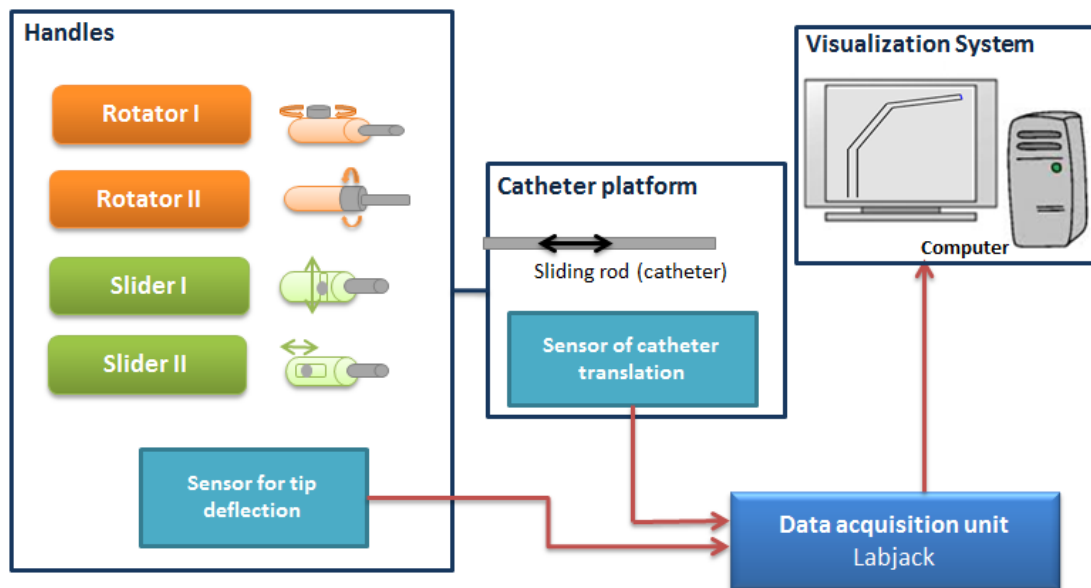 Handles
Rotator I
Rotator II
Slider I
Slider II
Sensor for tip
deflection
Catheter platform
Sliding rod (catheter)
Sensor of catheter
translation
Visualization System
Computer
Data acquisition unit
Labjack